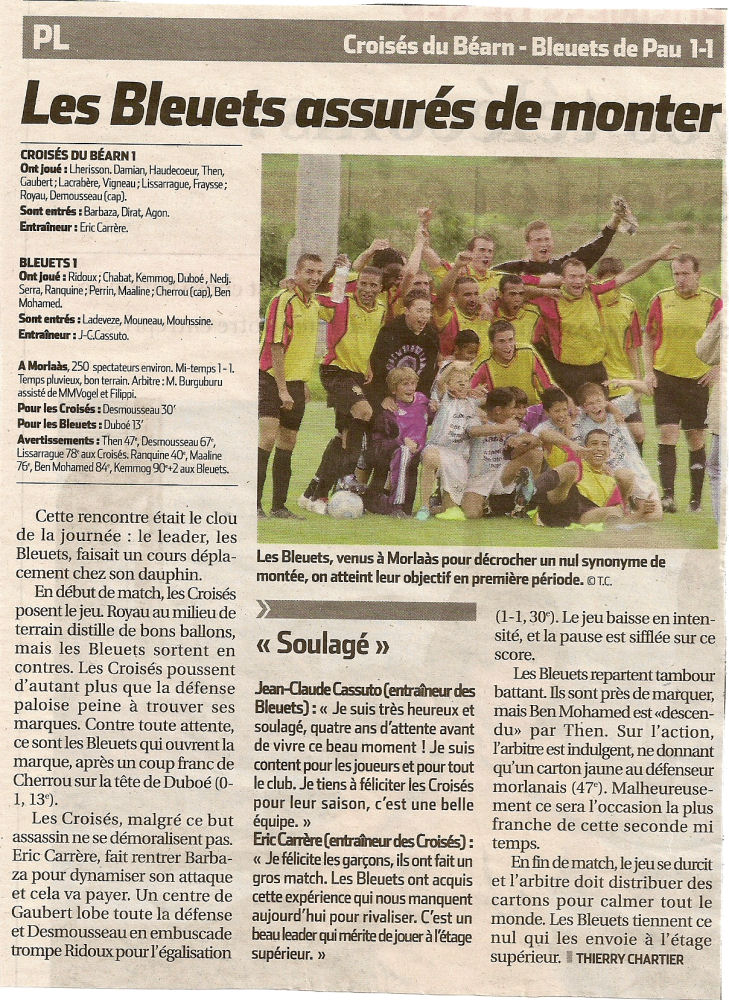 PL
Croisés du Béarn - Bleuets de Pau 1-1
Les Bleuets assurés de monter
CROISÉS DU BÉARN 1
Ont joué : Lherisson. Damian, Haudecoeur, Then,
Gaubert ; Lacrabère, Vigneau ; Lissarrague, Fraysse ;
Royau, Demousseau (cap).
Sont entrés : Barbaza, Dirat, Agon.
Entraîneur : Eric Carrère.
BLEUETS 1
Ont joué : Ridoux ; Chabat, Kemmog, Duboé , Nedj.
Serra, Ranquine ; Perrin, Maaline ; Cherrou (cap), Ben
Mohamed.
Sont entrés : Ladeveze, Mouneau, Mouhssine.
Entraîneur : J-C.Cassuto.
A Morlaàs, 250 spectateurs environ. Mi-temps 1 - 1.
Temps pluvieux, bon terrain. Arbitre : M. Burguburu
assisté de MMVogel et Filippi.
Pour les Croisés : Desmousseau 30'
Pour les Bleuets : Duboé 13'
Avertissements : Then 47e, Desmousseau 67e,
Lissarrague 78e aux Croisés. Ranquine 40e, Maaline
76e, Ben Mohamed 84e, Kemmog 90e+2 aux Bleuets.
Les Bleuets, venus à Morlaàs pour décrocher un nul synonyme de
montée, on atteint leur objectif en première période. © T.C.
Cette rencontre était le clou
de la journée : le leader, les
Bleuets, faisait un cours dépla-
cement chez son dauphin.
En début de match, les Croisés
posent le jeu. Royau au milieu de
terrain distille de bons ballons,
mais les Bleuets sortent en
contres. Les Croisés poussent
d'autant plus que la défense
paloise peine à trouver ses
marques. Contre toute attente,
ce sont les Bleuets qui ouvrent la
marque, après un coup franc de
Cherrou sur la tête de Duboé (0-
1, 13e).
Les Croisés, malgré ce but
assassin ne se démoralisent pas.
Eric Carrère, fait rentrer Barba-
za pour dynamiser son attaque
et cela va payer. Un centre de
Gaubert lobe toute la défense
et Desmousseau en embuscade
trompe Ridoux pour l'égalisation
« Soulagé »
Jean-Claude Cassuto (entraîneur des
Bleuets) : « Je suis très heureux et
soulagé, quatre ans d'attente avant
de vivre ce beau moment ! Je suis
content pour les joueurs et pour tout
le club. Je tiens à féliciter les Croisés
pour leur saison, c'est une belle
équipe. »
Eric Carrère (entraîneur des Croisés) :
« Je félicite les garçons, ils ont fait un
gros match. Les Bleuets ont acquis
cette expérience qui nous manquent
aujourd'hui pour rivaliser. C'est un
beau leader qui mérite de jouer à l'étage
supérieur. »
(1-1, 30e). Le jeu baisse en inten-
sité, et la pause est sifflée sur ce
score.
Les Bleuets repartent tambour
battant. Ils sont près de marquer,
mais Ben Mohamed est «descen-
du» par Then. Sur l'action,
l'arbitre est indulgent, ne donnant
qu'un carton jaune au défenseur
morlanais (47e). Malheureuse-
ment ce sera l'occasion la plus
franche de cette seconde mi
temps.
En fin de match, le jeu se durcit
et l'arbitre doit distribuer des
cartons pour calmer tout le
monde. Les Bleuets tiennent ce
nul qui les envoie à l'étage
supérieur. THIERRY CHARTIER